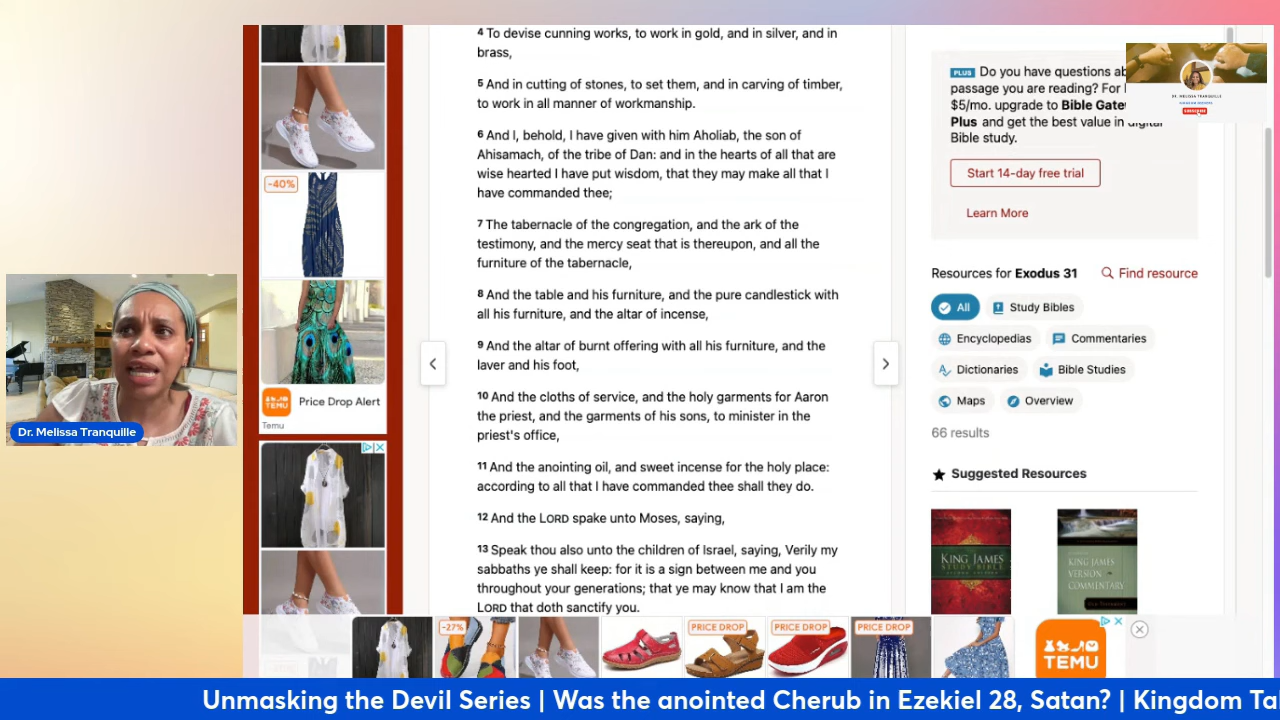 4 To devise cunning works, to work in gold, and in silver, and in
brass,
5 And in cutting of stones, to set them, and in carving of timber,
to work in all manner of workmanship.
6 And I, behold, I have given with him Aholiab, the son of
Ahisamach, of the tribe of Dan: and in the hearts of all that are
wise hearted I have put wisdom, that they may make all that I
have commanded thee;
7 The tabernacle of the congregation, and the ark of the
testimony, and the mercy seat that is thereupon, and all the
furniture of the tabernacle,
8 And the table and his furniture, and the pure candlestick with
all his furniture, and the altar of incense,
9 And the altar of burnt offering with all his furniture, and the
laver and his foot,
10 And the cloths of service, and the holy garments for Aaron
the priest, and the garments of his sons, to minister in the
priest's office,
11 And the anointing oil, and sweet incense for the holy place:
according to all that I have commanded thee shall they do.
12 And the LORD spake unto Moses, saying,
13 Speak thou also unto the children of Israel, saying, Verily my
sabbaths ye shall keep: for it is a sign between me and you
throughout your generations; that ye may know that I am the
LORD that doth sanctify you.
-40%
TEMU
Price Drop Alert
Temu
Dr. Melissa Tranquille
PLUS Do you have questions
passage you are reading? For
$5/mo. upgrade to Bible
Plus and get the best value in digital
Bible study.
Start 14-day free trial
Learn More
DR. MELISSA TRANQUILLE
SUBSCRIBE
Resources for Exodus 31
Find resource
All
Study Bibles
Encyclopedias
Commentaries
Dictionaries
Bible Studies
Maps
Overview
66 results
Suggested Resources
KING JAMES
STUDY BIBLE
KING JAMES
VERSION
COMMENTARY
-27%
PRICE DROP
PRICE DROP
PRICE DROP
TEMU
Unmasking the Devil Series | Was the anointed Cherub in Ezekiel 28, Satan? | Kingdom